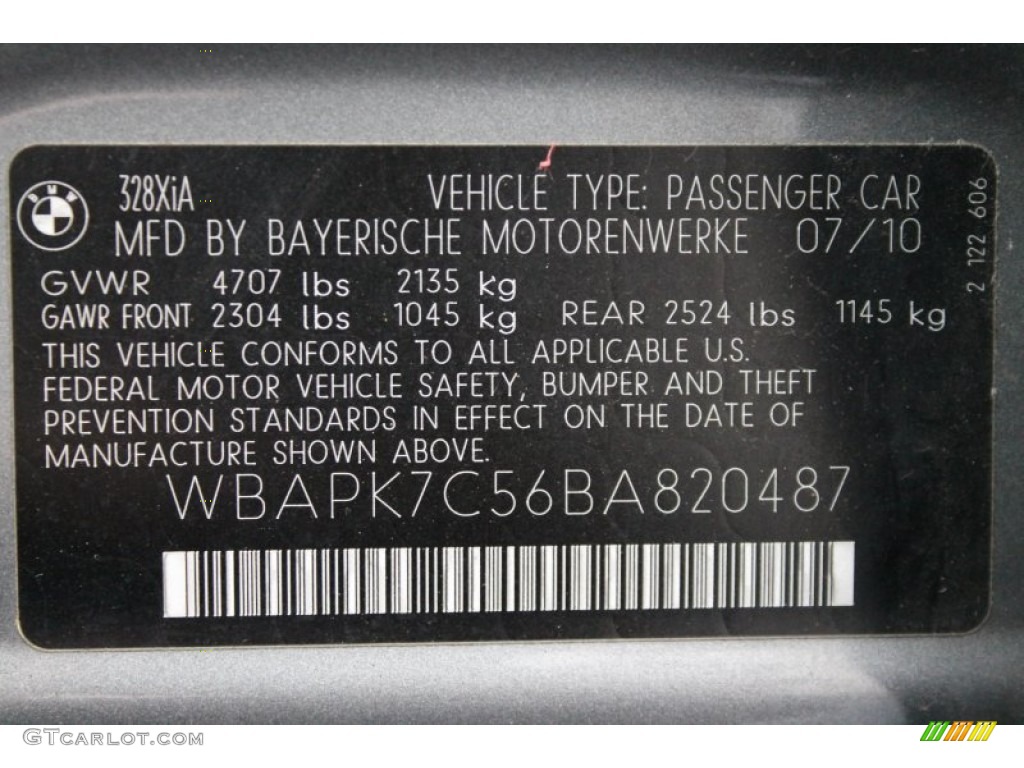 BMW
328XiA VEHICLE TYPE: PASSENGER CAR
MFD BY BAYERISCHE MOTORENWERKE 07/10
GVWR 4707 lbs 2135 kg
GAWR FRONT 2304 lbs 1045 kg REAR 2524 lbs 1145 kg
THIS VEHICLE CONFORMS TO ALL APPLICABLE U.S.
FEDERAL MOTOR VEHICLE SAFETY, BUMPER AND THEFT
PREVENTION STANDARDS IN EFFECT ON THE DATE OF
MANUFACTURE SHOWN ABOVE.
WBAPK7C56BA820487
2 122 606
GTCARLOT.COM